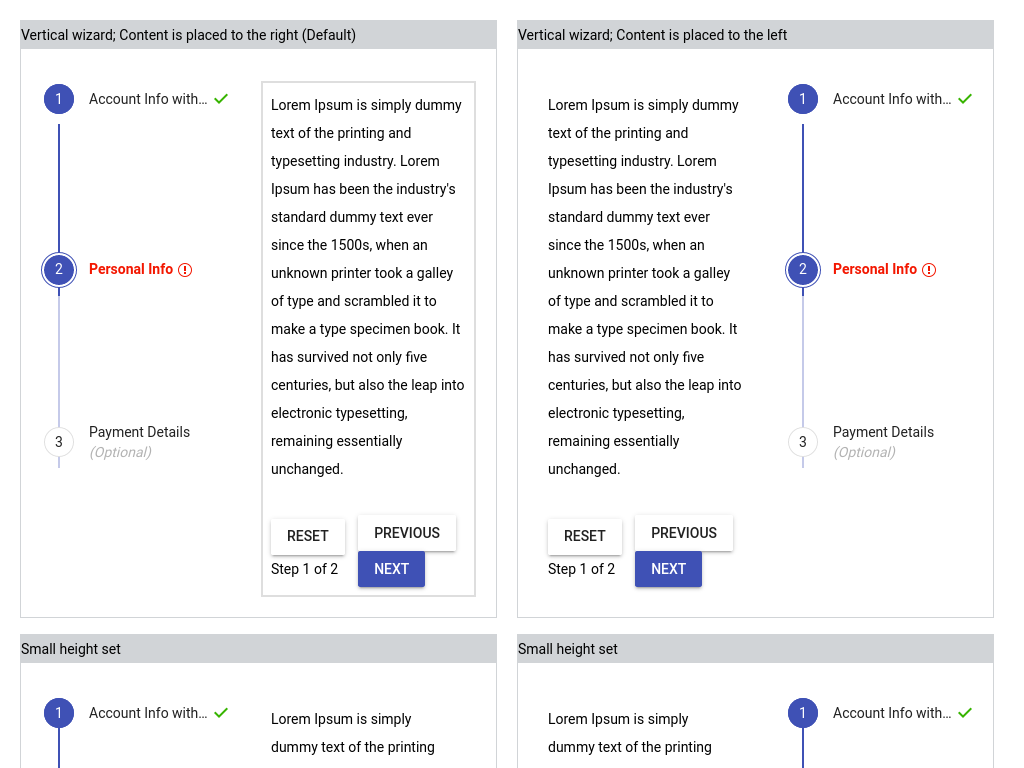 Vertical wizard; Content is placed to the right (Default)
1
Account Info with...
2
Personal Info
3
Payment Details
(Optional)
Lorem Ipsum is simply dummy
text of the printing and
typesetting industry. Lorem
Ipsum has been the industry's
standard dummy text ever
since the 1500s, when an
unknown printer took a galley
of type and scrambled it to
make a type specimen book. It
has survived not only five
centuries, but also the leap into
electronic typesetting,
remaining essentially
unchanged.
RESET PREVIOUS
Step 1 of 2 NEXT
Vertical wizard; Content is placed to the left
Lorem Ipsum is simply dummy
text of the printing and
typesetting industry. Lorem
Ipsum has been the industry's
standard dummy text ever
since the 1500s, when an
unknown printer took a galley
of type and scrambled it to
make a type specimen book. It
has survived not only five
centuries, but also the leap into
electronic typesetting,
remaining essentially
unchanged.
RESET PREVIOUS
Step 1 of 2 NEXT
1
Account Info with...
2
Personal Info
3
Payment Details
(Optional)
Small height set
1
Account Info with...
Lorem Ipsum is simply
dummy text of the printing
Small height set
Lorem Ipsum is simply
dummy text of the printing
1
Account Info with...